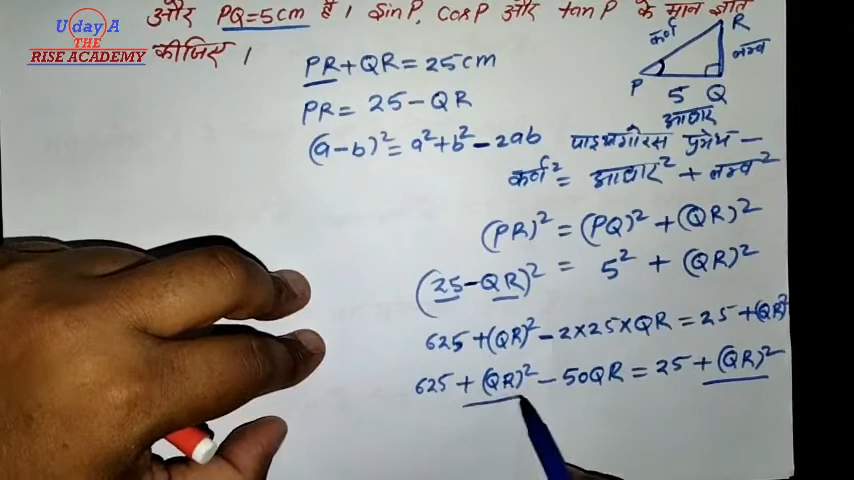 U day A
THE
RISE ACADEMY
और PQ=5cm है। sinP, cosP और tanP के मान ज्ञात
कीजिए।
PR+QR=25cm
PR= 25-QR
(a-b)²=a²+b²-2ab
कर्ण
R
लम्ब
P
5 Q
आधार
पाइथागोरस प्रमेय -
कर्ण² = आधार² + लम्ब²
(PR)² = (PQ)² + (QR)²
(25-QR)² = 5² + (QR)²
625 +(QR)² - 2×25×QR = 25 +(QR)²
625 + (QR)² - 50QR = 25 + (QR)²